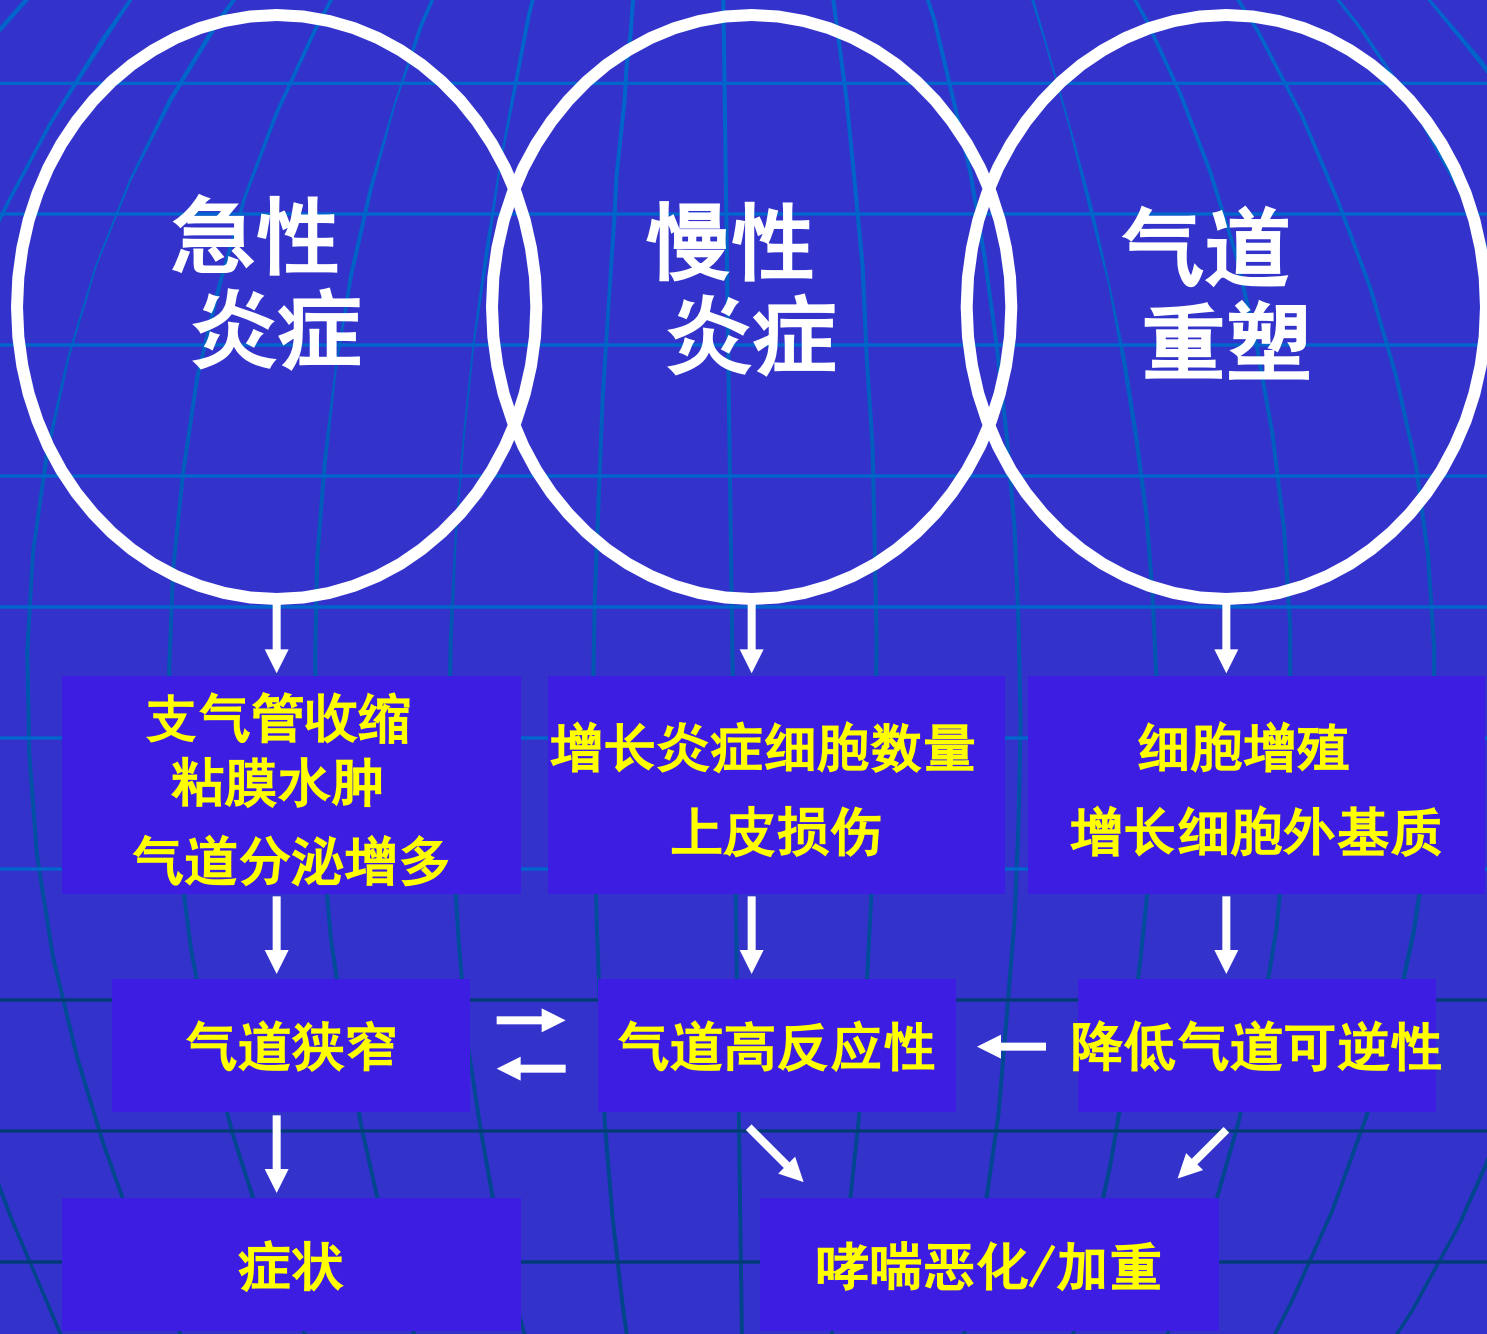 急性
炎症
慢性
炎症
气道
重塑
支气管收缩
粘膜水肿
气道分泌增多
增长炎症细胞数量
上皮损伤
细胞增殖
增长细胞外基质
气道狭窄
气道高反应性
降低气道可逆性
症状
哮喘恶化/加重